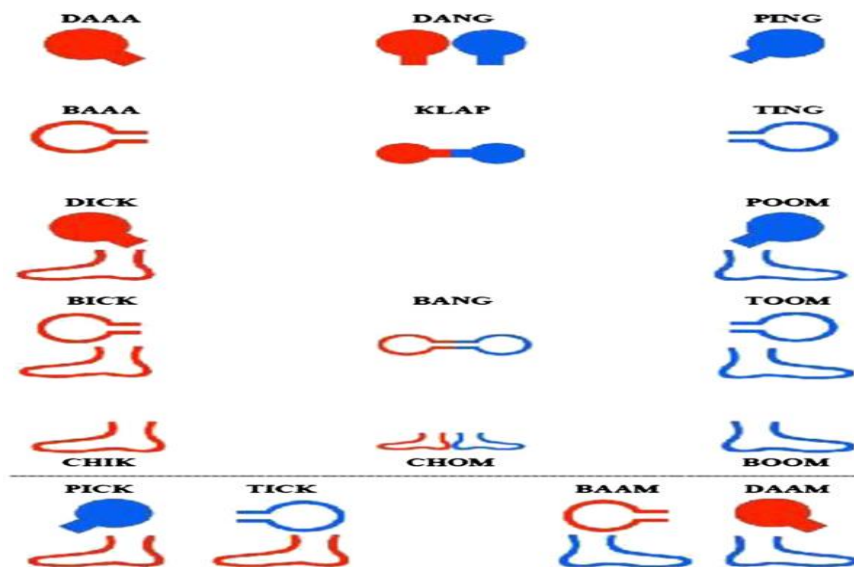 DAAA DANG PING
BAAA KLAP TING
DICK POOM
BICK BANG TOOM
CHIK CHOM BOOM
PICK TICK BAAM DAAM